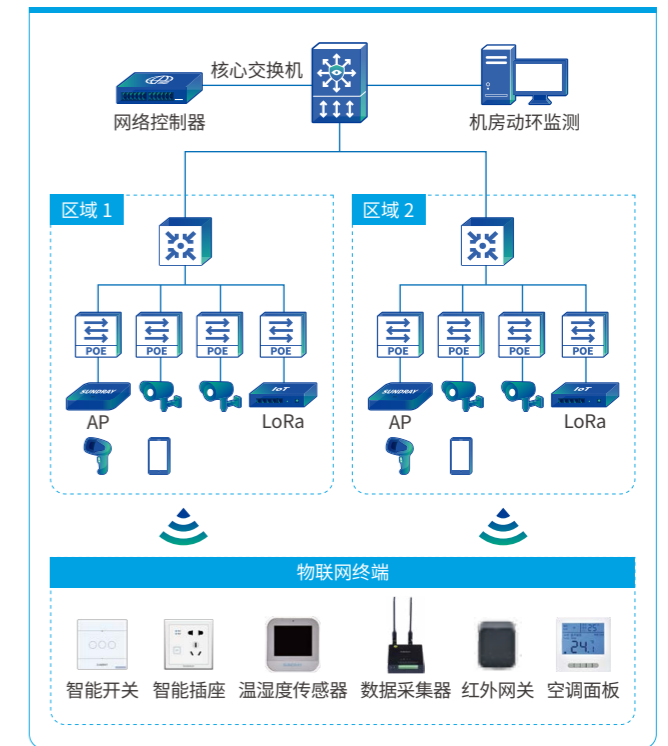 核心交换机
网络控制器
机房动环监测
区域 1
区域 2
POE POE POE POE
POE POE POE POE
SUNDRAY IoT
SUNDRAY IoT
AP LoRa
AP LoRa
物联网终端
智能开关 智能插座 温湿度传感器 数据采集器 红外网关 空调面板